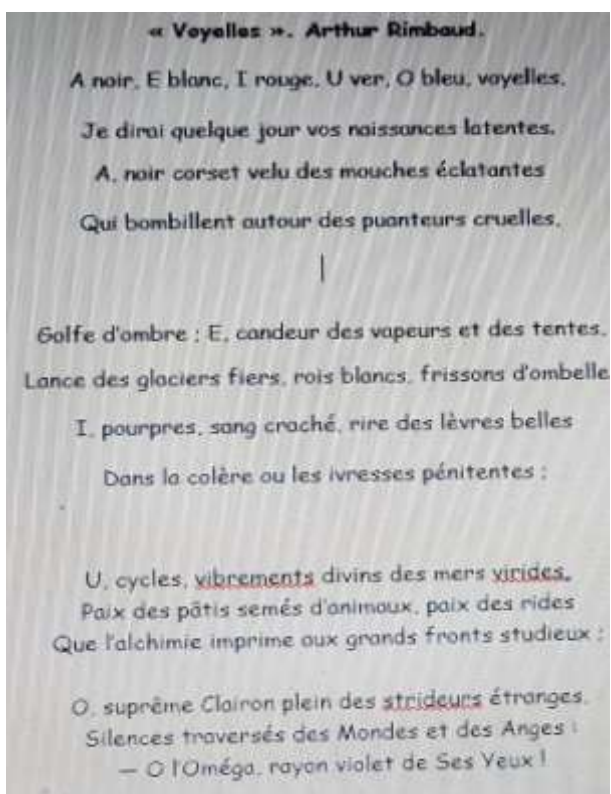 « Voyelles ». Arthur Rimbaud.
A noir, E blanc, I rouge, U ver, O bleu, voyelles,
Je dirai quelque jour vos naissances latentes.
A, noir corset velu des mouches éclatantes
Qui bombillent autour des puanteurs cruelles,
Golfe d'ombre : E, candeur des vapeurs et des tentes,
Lance des glaciers fiers, rois blancs, frissons d'ombelle
I, pourpres, sang craché, rire des lèvres belles
Dans la colère ou les ivresses pénitentes ;
U, cycles, vibrements divins des mers virides,
Paix des pâtis semés d'animaux, paix des rides
Que l'alchimie imprime aux grands fronts studieux ;
O, suprême Clairon plein des strideurs étranges,
Silences traversés des Mondes et des Anges :
— O l'Oméga, rayon violet de Ses Yeux !